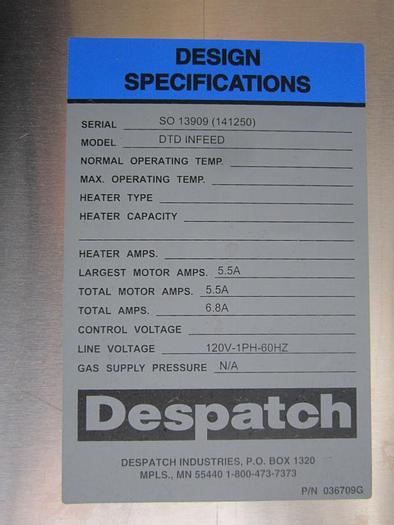 DESIGN
SPECIFICATIONS
SERIAL SO 13909 (141250)
MODEL DTD INFEED
NORMAL OPERATING TEMP.
MAX. OPERATING TEMP.
HEATER TYPE
HEATER CAPACITY
HEATER AMPS.
LARGEST MOTOR AMPS. 5.5A
TOTAL MOTOR AMPS. 5.5A
TOTAL AMPS. 6.8A
CONTROL VOLTAGE
LINE VOLTAGE 120V-1PH-60HZ
GAS SUPPLY PRESSURE N/A
Despatch
DESPATCH INDUSTRIES, P.O. BOX 1320
MPLS., MN 55440 1-800-473-7373
P/N 036709G